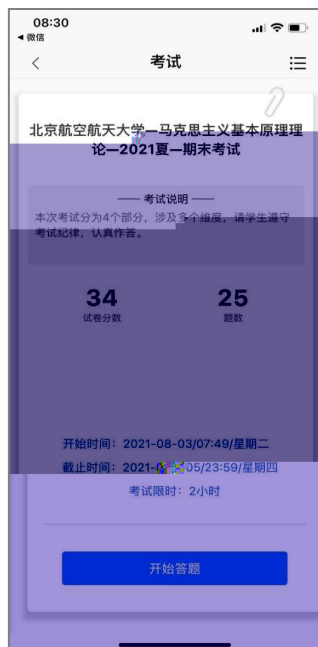 08:30
◀ 微信
考试
北京航空航天大学—马克思主义基本原理理
论—2021夏—期末考试
—— 考试说明 ——
本次考试分为4个部分，涉及多个维度，请学生遵守
考试纪律，认真作答。
34 25
试卷分数 题数
开始时间：2021-08-03/07:49/星期二
截止时间：2021-0 05/23:59/星期四
考试限时：2小时
开始答题